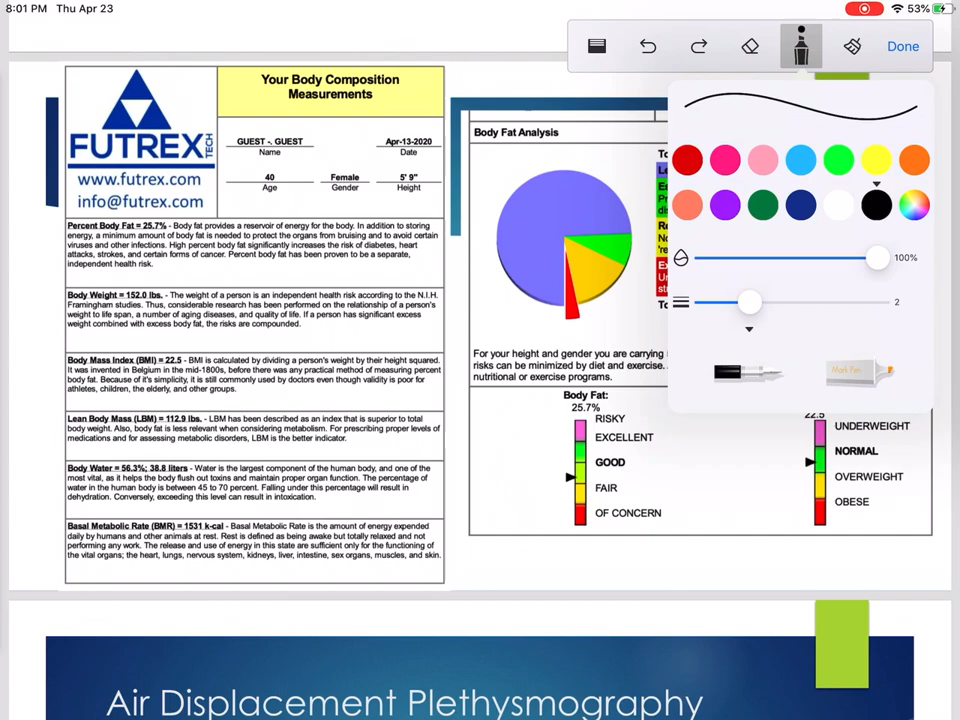 8:01 PM Thu Apr 23
53%
Done
FUTREX TECH
www.futrex.com
info@futrex.com
Your Body Composition
Measurements
GUEST -. GUEST
Name
Apr-13-2020
Date
40
Age
Female
Gender
5' 9"
Height
Percent Body Fat = 25.7% - Body fat provides a reservoir of energy for the body. In addition to storing
energy, a minimum amount of body fat is needed to protect the organs from bruising and to avoid certain
viruses and other infections. High percent body fat significantly increases the risk of diabetes, heart
attacks, strokes, and certain forms of cancer. Percent body fat has been proven to be a separate,
independent health risk.
Body Weight = 152.0 lbs. - The weight of a person is an independent health risk according to the N.I.H.
Framingham studies. Thus, considerable research has been performed on the relationship of a person's
weight to life span, a number of aging diseases, and quality of life. If a person has significant excess
weight combined with excess body fat, the risks are compounded.
Body Mass Index (BMI) = 22.5 - BMI is calculated by dividing a person's weight by their height squared.
It was invented in Belgium in the mid-1800s, before there was any practical method of measuring percent
body fat. Because of it's simplicity, it is still commonly used by doctors even though validity is poor for
athletes, children, the elderly, and other groups.
Lean Body Mass (LBM) = 112.9 lbs. - LBM has been described as an index that is superior to total
body weight. Also, body fat is less relevant when considering metabolism. For prescribing proper levels of
medications and for assessing metabolic disorders, LBM is the better indicator.
Body Water = 56.3%; 38.8 liters - Water is the largest component of the human body, and one of the
most vital, as it helps the body flush out toxins and maintain proper organ function. The percentage of
water in the human body is between 45 to 70 percent. Falling under this percentage will result in
dehydration. Conversely, exceeding this level can result in intoxication.
Basal Metabolic Rate (BMR) = 1531 k-cal - Basal Metabolic Rate is the amount of energy expended
daily by humans and other animals at rest. Rest is defined as being awake but totally relaxed and not
performing any work. The release and use of energy in this state are sufficient only for the functioning of
the vital organs; the heart, lungs, nervous system, kidneys, liver, intestine, sex organs, muscles, and skin.
Body Fat Analysis
For your height and gender you are carrying
risks can be minimized by diet and exercise.
nutritional or exercise programs.
Body Fat:
25.7%
RISKY
EXCELLENT
GOOD
FAIR
OF CONCERN
22.5
UNDERWEIGHT
NORMAL
OVERWEIGHT
OBESE
100%
2
Mark Pen
Air Displacement Plethysmography